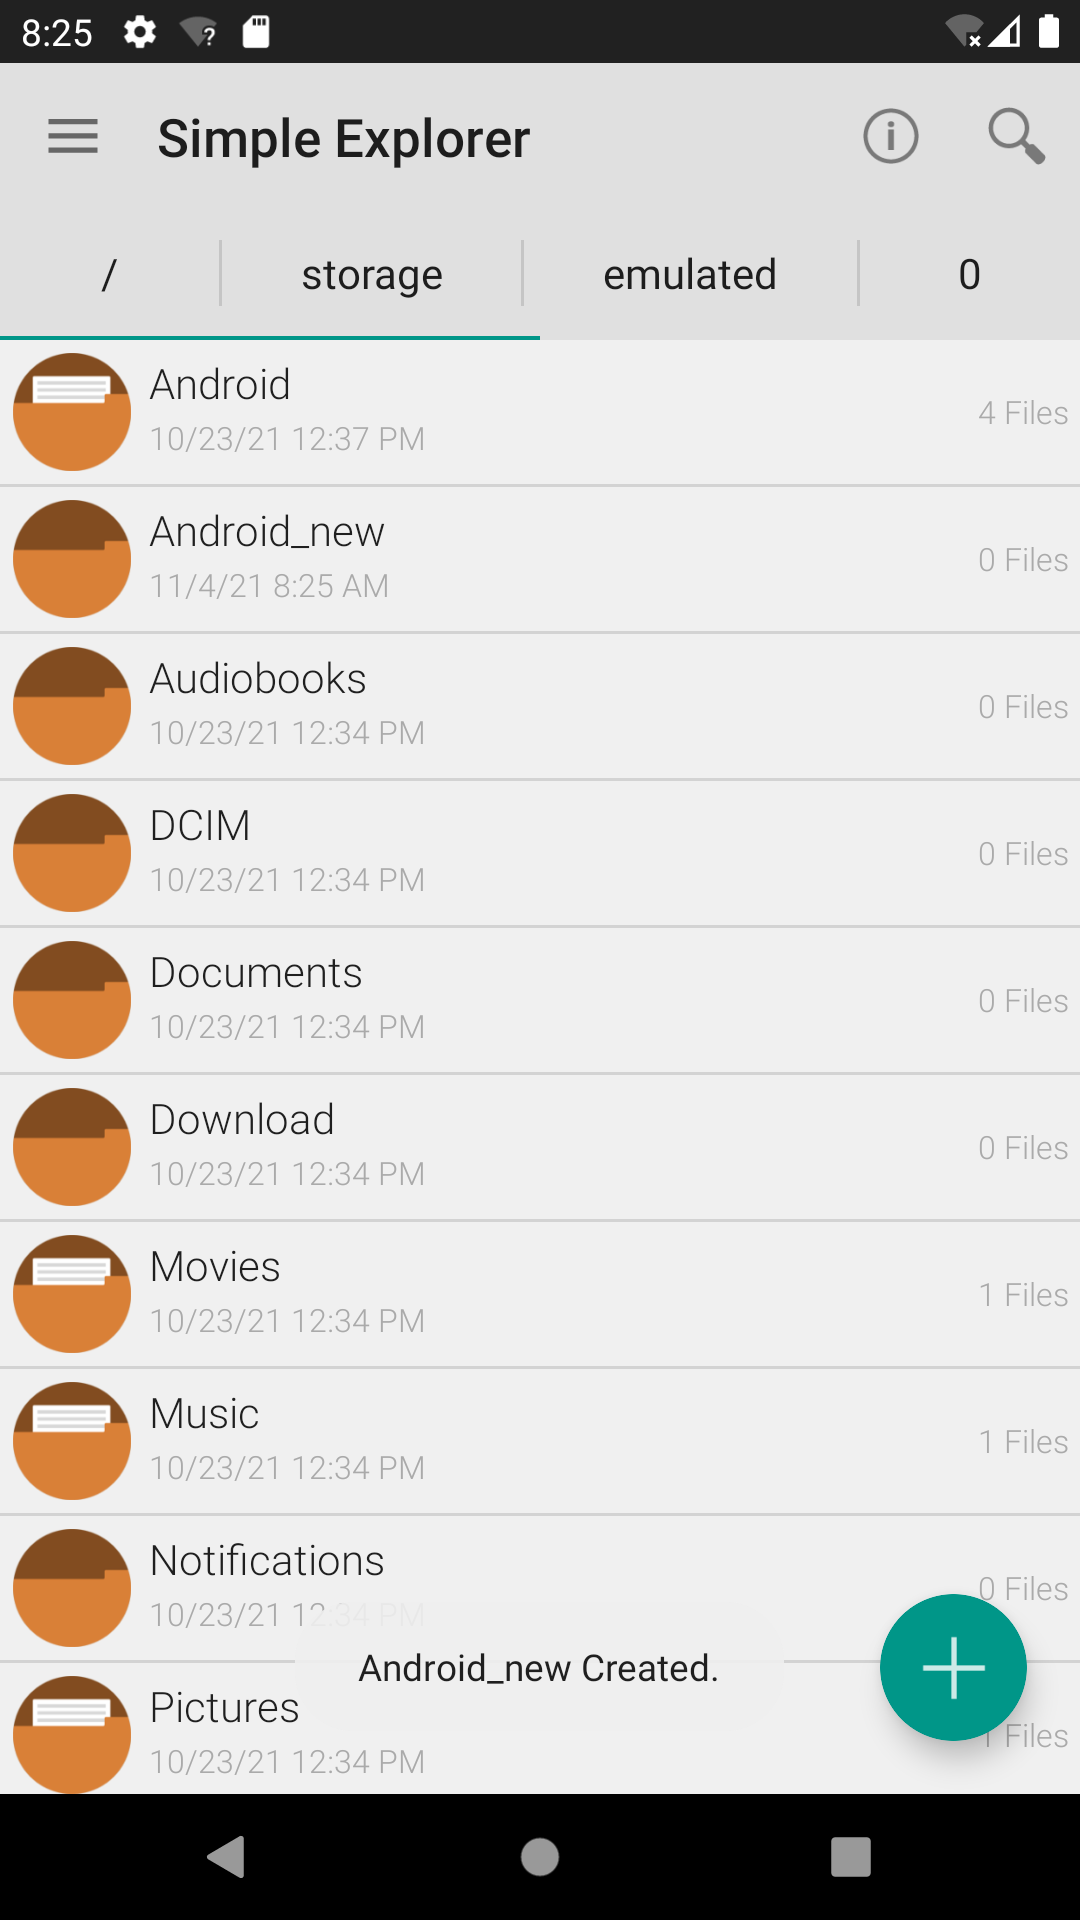 8:25
Simple Explorer
/ storage emulated 0
Android
10/23/21 12:37 PM
4 Files
Android_new
11/4/21 8:25 AM
0 Files
Audiobooks
10/23/21 12:34 PM
0 Files
DCIM
10/23/21 12:34 PM
0 Files
Documents
10/23/21 12:34 PM
0 Files
Download
10/23/21 12:34 PM
0 Files
Movies
10/23/21 12:34 PM
1 Files
Music
10/23/21 12:34 PM
1 Files
Notifications
10/23/21 12:34 PM
0 Files
Android_new Created.
Pictures
10/23/21 12:34 PM
1 Files